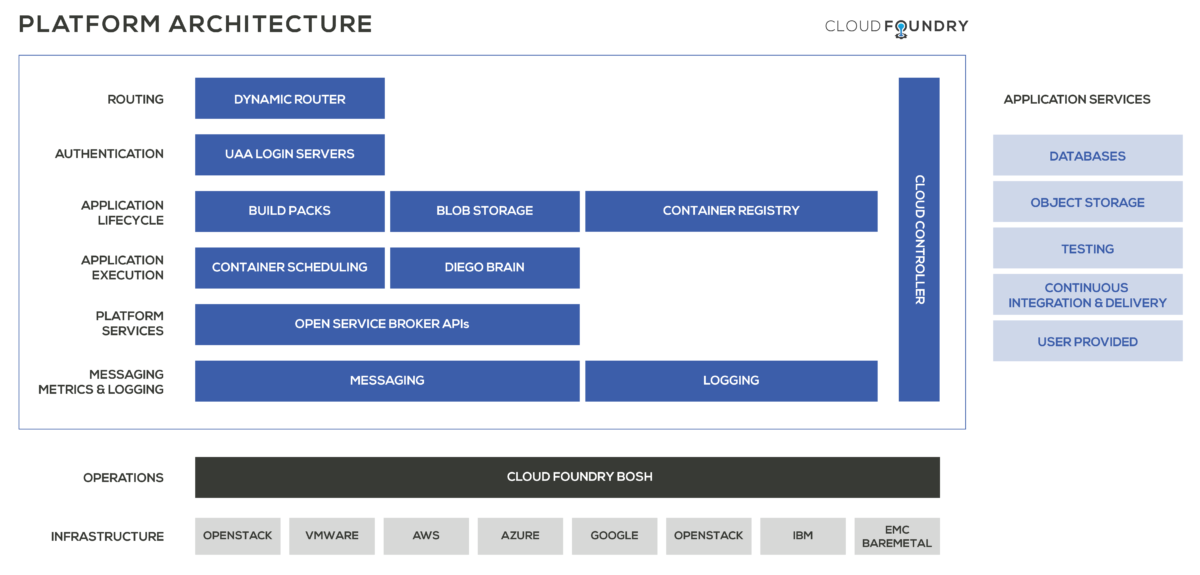 PLATFORM ARCHITECTURE
CLOUD FOUNDRY
ROUTING
DYNAMIC ROUTER
AUTHENTICATION
UAA LOGIN SERVERS
APPLICATION
LIFECYCLE
BUILD PACKS
BLOB STORAGE
CONTAINER REGISTRY
APPLICATION
EXECUTION
CONTAINER SCHEDULING
DIEGO BRAIN
PLATFORM
SERVICES
OPEN SERVICE BROKER APIs
MESSAGING
METRICS & LOGGING
MESSAGING
LOGGING
CLOUD CONTROLLER
APPLICATION SERVICES
DATABASES
OBJECT STORAGE
TESTING
CONTINUOUS
INTEGRATION & DELIVERY
USER PROVIDED
OPERATIONS
CLOUD FOUNDRY BOSH
INFRASTRUCTURE
OPENSTACK
VMWARE
AWS
AZURE
GOOGLE
OPENSTACK
IBM
EMC
BAREMETAL